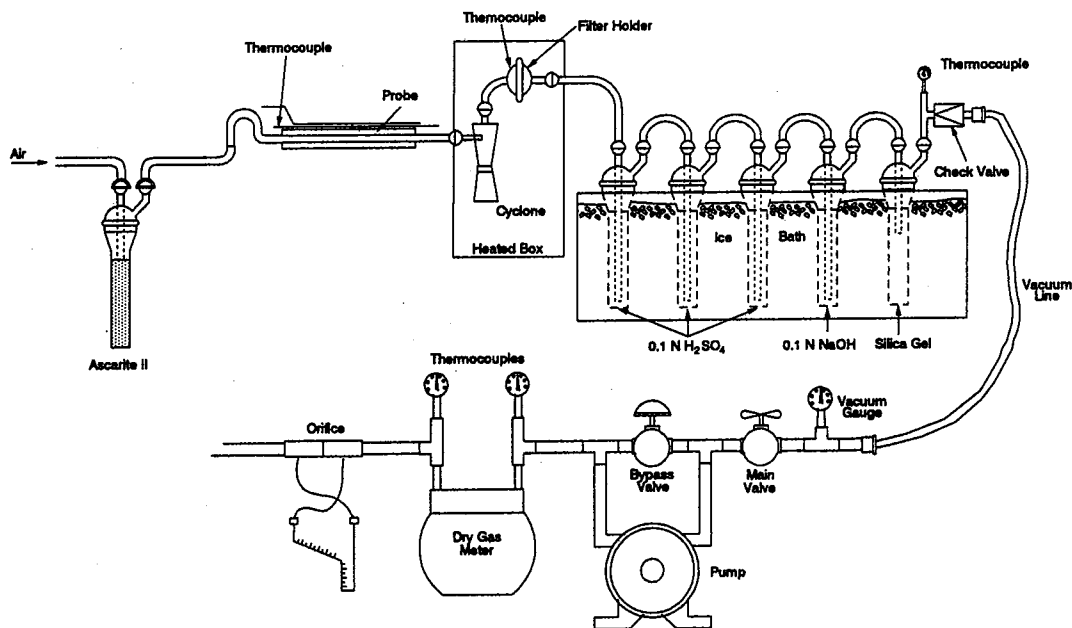 Themocouple
Filter Holder
Thermocouple
Thermocouple
Probe
Air
Check Valve
Cyclone
Ice Bath
Heated Box
Vacuum
Line
0.1 N H₂SO₄
0.1 N NaOH
Silica Gel
Ascarite II
Thermocouples
Vacuum
Gauge
Orifice
Bypass
Valve
Main
Valve
Dry Gas
Meter
Pump